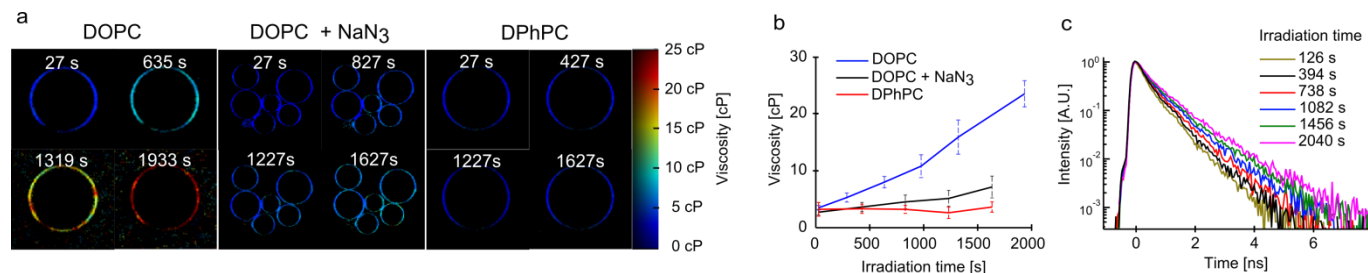 a
DOPC
DOPC + NaN3
DPhPC
27 s
635 s
27 s
827 s
27 s
427 s
1319 s
1933 s
1227s
1627s
1227s
1627s
25 cP
20 cP
15 cP
10 cP
5 cP
0 cP
Viscosity [cP]
b
Viscosity [cP]
30
20
10
0
DOPC
DOPC + NaN3
DPhPC
0
500
1000
1500
2000
Irradiation time [s]
c
Intensity [A.U.]
10^0
10^-1
10^-2
10^-3
0
2
4
6
Time [ns]
Irradiation time
126 s
394 s
738 s
1082 s
1456 s
2040 s